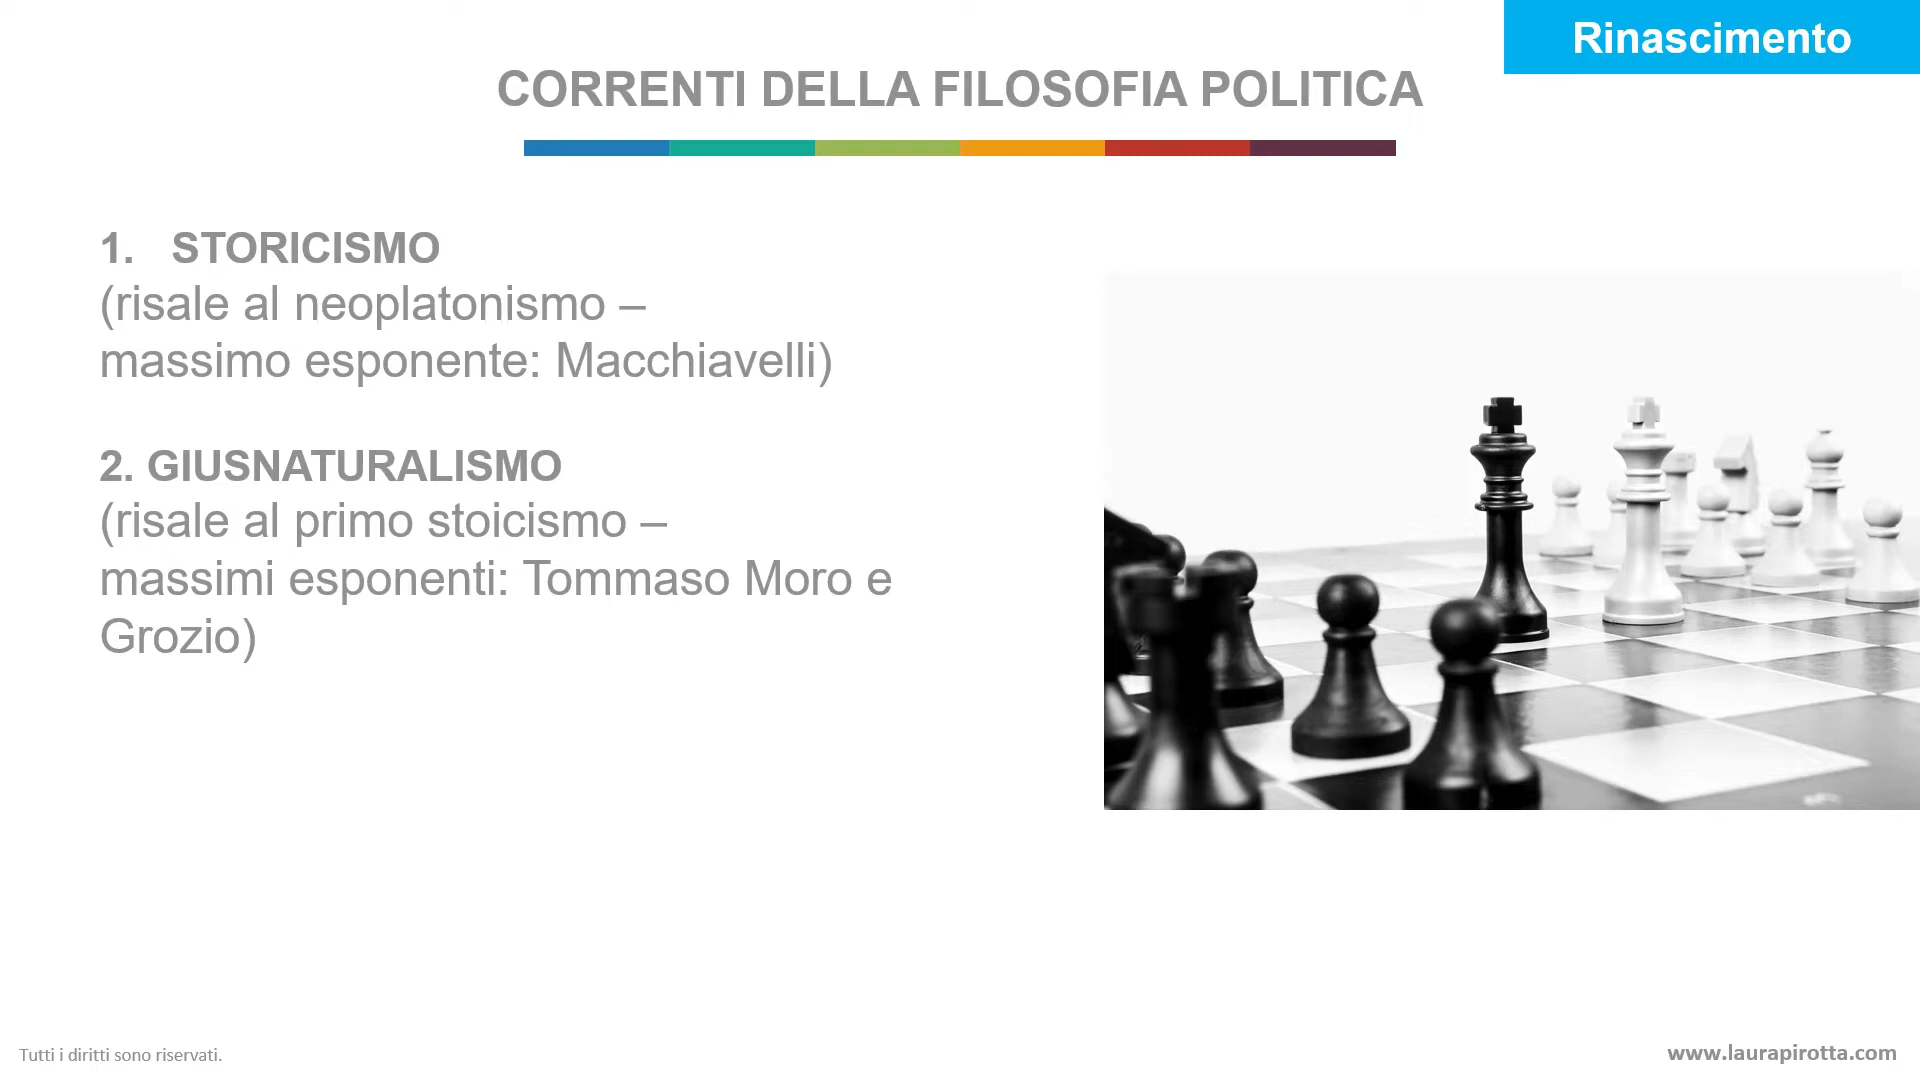 Rinascimento
CORRENTI DELLA FILOSOFIA POLITICA
1. STORICISMO
(risale al neoplatonismo –
massimo esponente: Macchiavelli)
2. GIUSNATURALISMO
(risale al primo stoicismo –
massimi esponenti: Tommaso Moro e
Grozio)
Tutti i diritti sono riservati.
www.laurapirotta.com